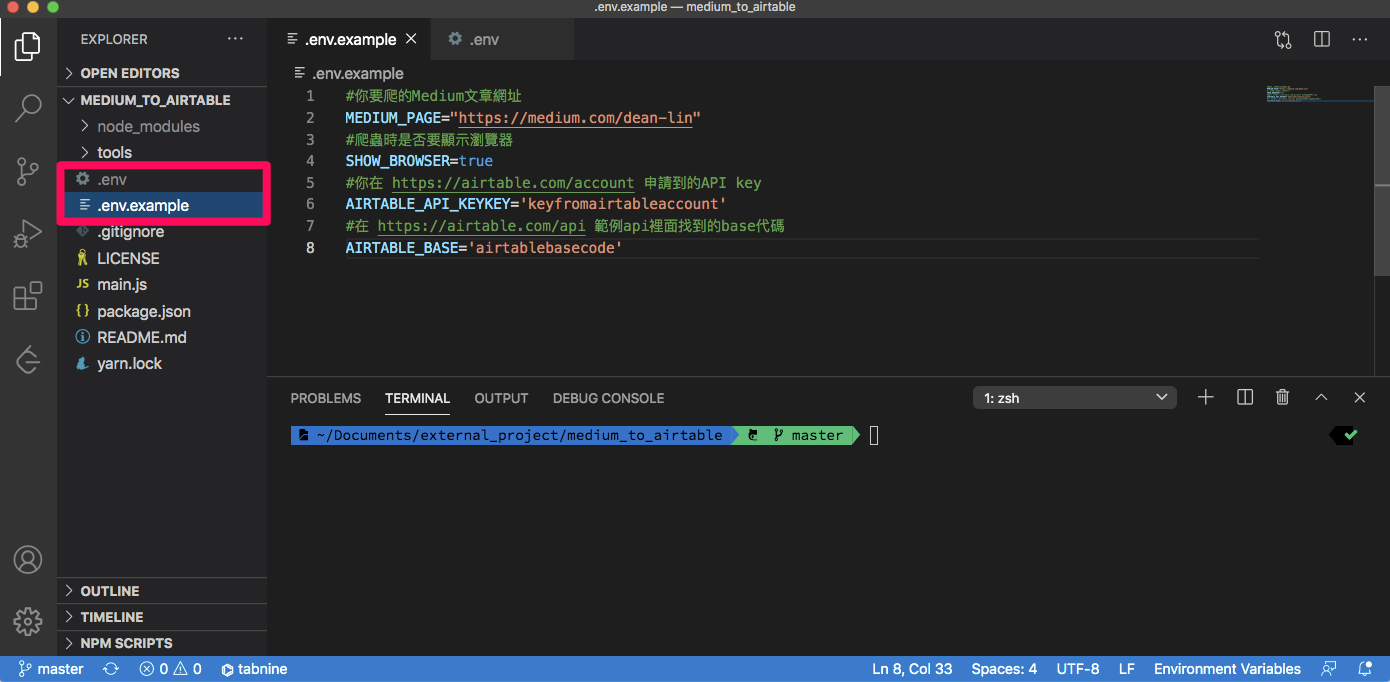 .env.example — medium_to_airtable
EXPLORER
OPEN EDITORS
MEDIUM_TO_AIRTABLE
node_modules
tools
.env
.env.example
.gitignore
LICENSE
JS main.js
{} package.json
README.md
yarn.lock
OUTLINE
TIMELINE
NPM SCRIPTS
.env.example
.env
.env.example
1 #你要爬的Medium文章網址
2 MEDIUM_PAGE="https://medium.com/dean-lin"
3 #爬蟲時是否要顯示瀏覽器
4 SHOW_BROWSER=true
5 #你在 https://airtable.com/account 申請到的API key
6 AIRTABLE_API_KEYKEY='keyfromairtableaccount'
7 #在 https://airtable.com/api 範例api裡面找到的base代碼
8 AIRTABLE_BASE='airtablebasecode'
PROBLEMS TERMINAL OUTPUT DEBUG CONSOLE 1: zsh
~/Documents/external_project/medium_to_airtable master
master 0 0 tabnine Ln 8, Col 33 Spaces: 4 UTF-8 LF Environment Variables